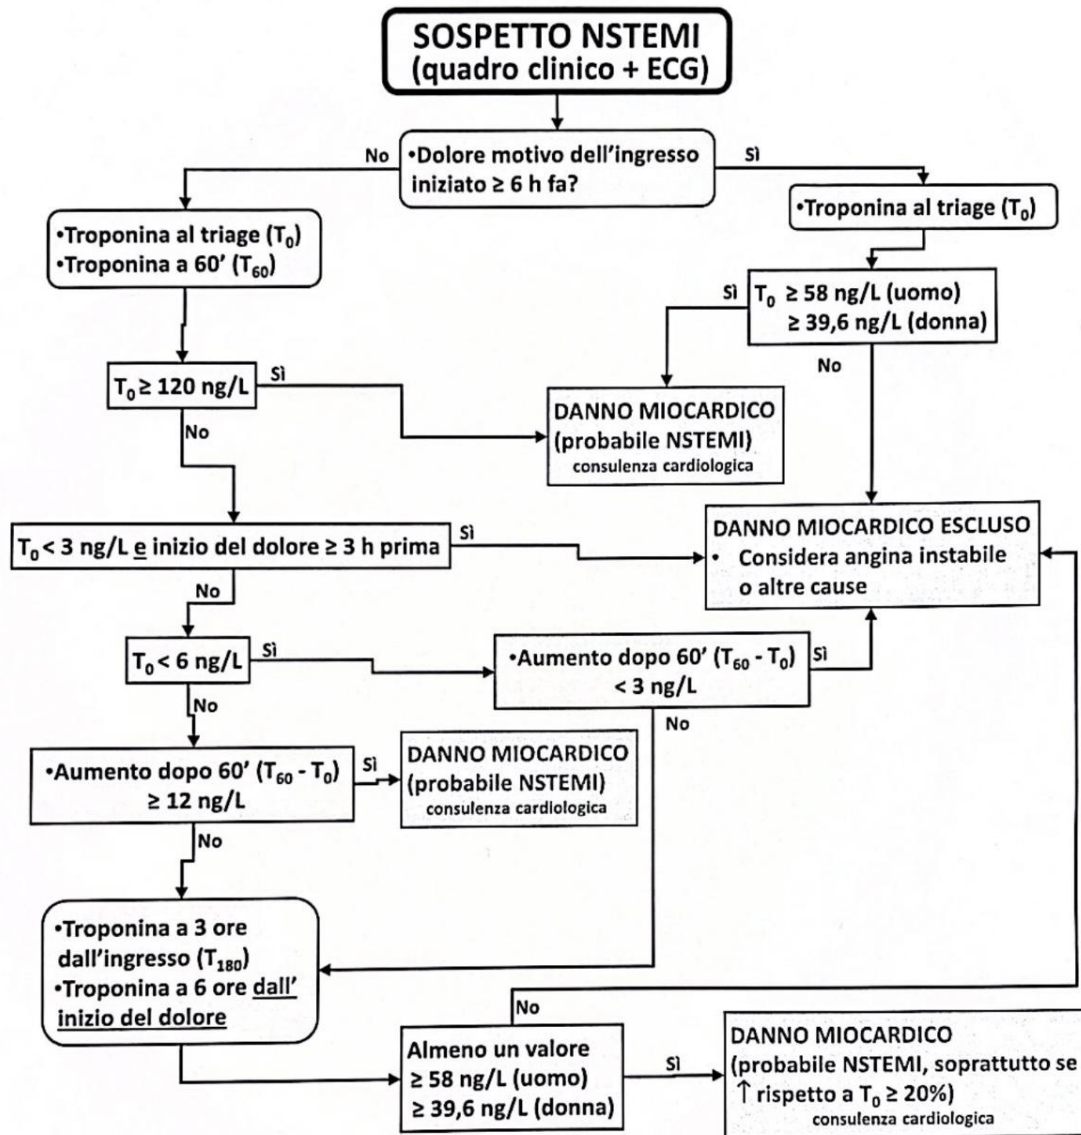 SOSPETTO NSTEMI
(quadro clinico + ECG)
No
•Dolore motivo dell'ingresso
iniziato ≥ 6 h fa?
Sì
•Troponina al triage (T₀)
•Troponina a 60' (T₆₀)
•Troponina al triage (T₀)
Sì
T₀ ≥ 58 ng/L (uomo)
≥ 39,6 ng/L (donna)
No
T₀ ≥ 120 ng/L
Sì
No
DANNO MIOCARDICO
(probabile NSTEMI)
consulenza cardiologica
T₀ < 3 ng/L e inizio del dolore ≥ 3 h prima
Sì
No
DANNO MIOCARDICO ESCLUSO
• Considera angina instabile
o altre cause
T₀ < 6 ng/L
Sì
No
•Aumento dopo 60' (T₆₀ - T₀)
< 3 ng/L
Sì
No
•Aumento dopo 60' (T₆₀ - T₀)
≥ 12 ng/L
Sì
No
DANNO MIOCARDICO
(probabile NSTEMI)
consulenza cardiologica
•Troponina a 3 ore
dall'ingresso (T₁₈₀)
•Troponina a 6 ore dall'
inizio del dolore
No
Almeno un valore
≥ 58 ng/L (uomo)
≥ 39,6 ng/L (donna)
Sì
DANNO MIOCARDICO
(probabile NSTEMI, soprattutto se
↑ rispetto a T₀ ≥ 20%)
consulenza cardiologica